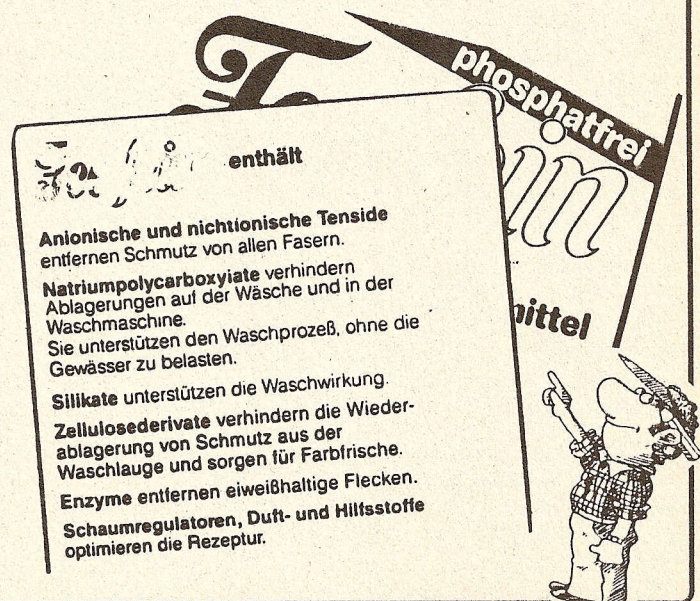 phosphatfrei
mittel
enthält
Anionische und nichtionische Tenside
entfernen Schmutz von allen Fasern.
Natriumpolycarboxylate verhindern
Ablagerungen auf der Wäsche und in der
Waschmaschine.
Sie unterstützen den Waschprozeß, ohne die
Gewässer zu belasten.
Silikate unterstützen die Waschwirkung.
Zellulosederivate verhindern die Wieder-
ablagerung von Schmutz aus der
Waschlauge und sorgen für Farbfrische.
Enzyme entfernen eiweißhaltige Flecken.
Schaumregulatoren, Duft- und Hilfsstoffe
optimieren die Rezeptur.